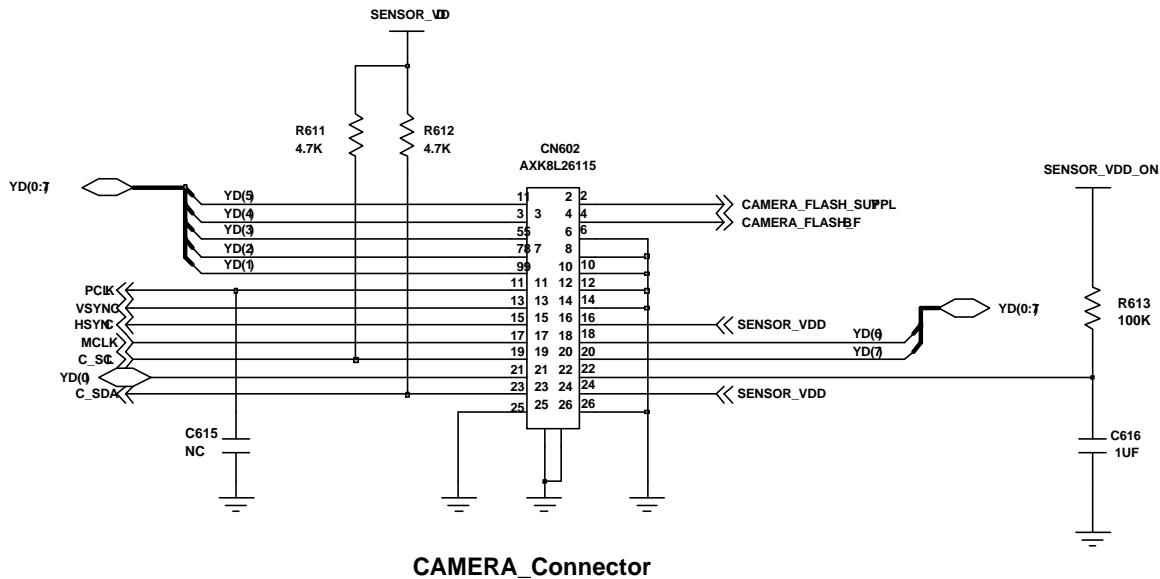 SENSOR_VDD
R611
4.7K
R612
4.7K
CN602
AXK8L26115
SENSOR_VDD_ON
YD(0:7)
YD(5)
YD(4)
YD(3)
YD(2)
YD(1)
1 1 2 2
3 3 4 4
5 5 6 6
7 8 7 8
9 9 10 10
11 11 12 12
13 13 14 14
15 15 16 16
17 17 18 18
19 19 20 20
21 21 22 22
23 23 24 24
25 25 26 26
CAMERA_FLASH_SUPPLY
PCLK
VSYNC
HSYNC
MCLK
C_SCL
YD(0)
C_SDA
SENSOR_VDD
YD(6)
YD(7)
YD(0:7)
SENSOR_VDD
R613
100K
C615
NC
C616
1UF
CAMERA_Connector